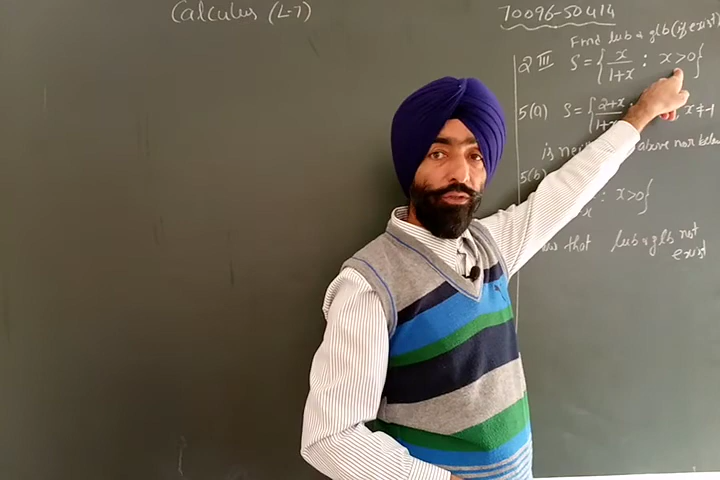 Calculus (L-7)
70096-50414
Find lub & glb (if exist)
2 III S = { x/1+x : x>0}
5(a) S = { 2+x/1+x : x ≠ -1
is above nor below
5(b) : x>0}
that lub & glb not
exist